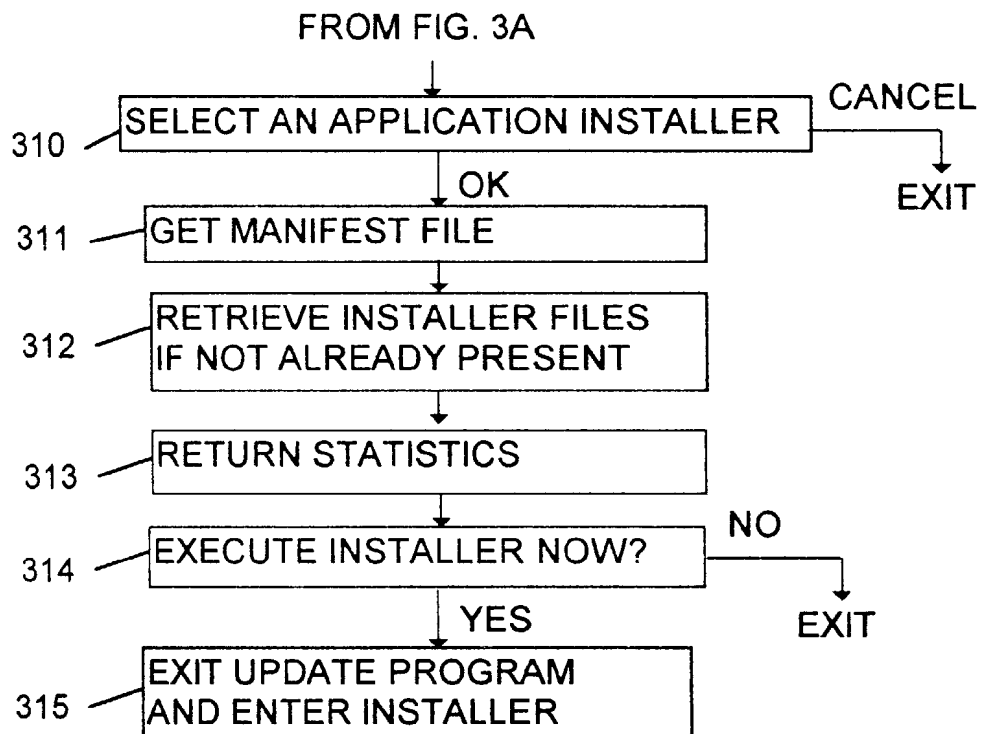 FROM FIG. 3A
CANCEL
310 SELECT AN APPLICATION INSTALLER
OK
EXIT
311 GET MANIFEST FILE
312 RETRIEVE INSTALLER FILES
IF NOT ALREADY PRESENT
313 RETURN STATISTICS
NO
314 EXECUTE INSTALLER NOW?
YES
EXIT
315 EXIT UPDATE PROGRAM
AND ENTER INSTALLER